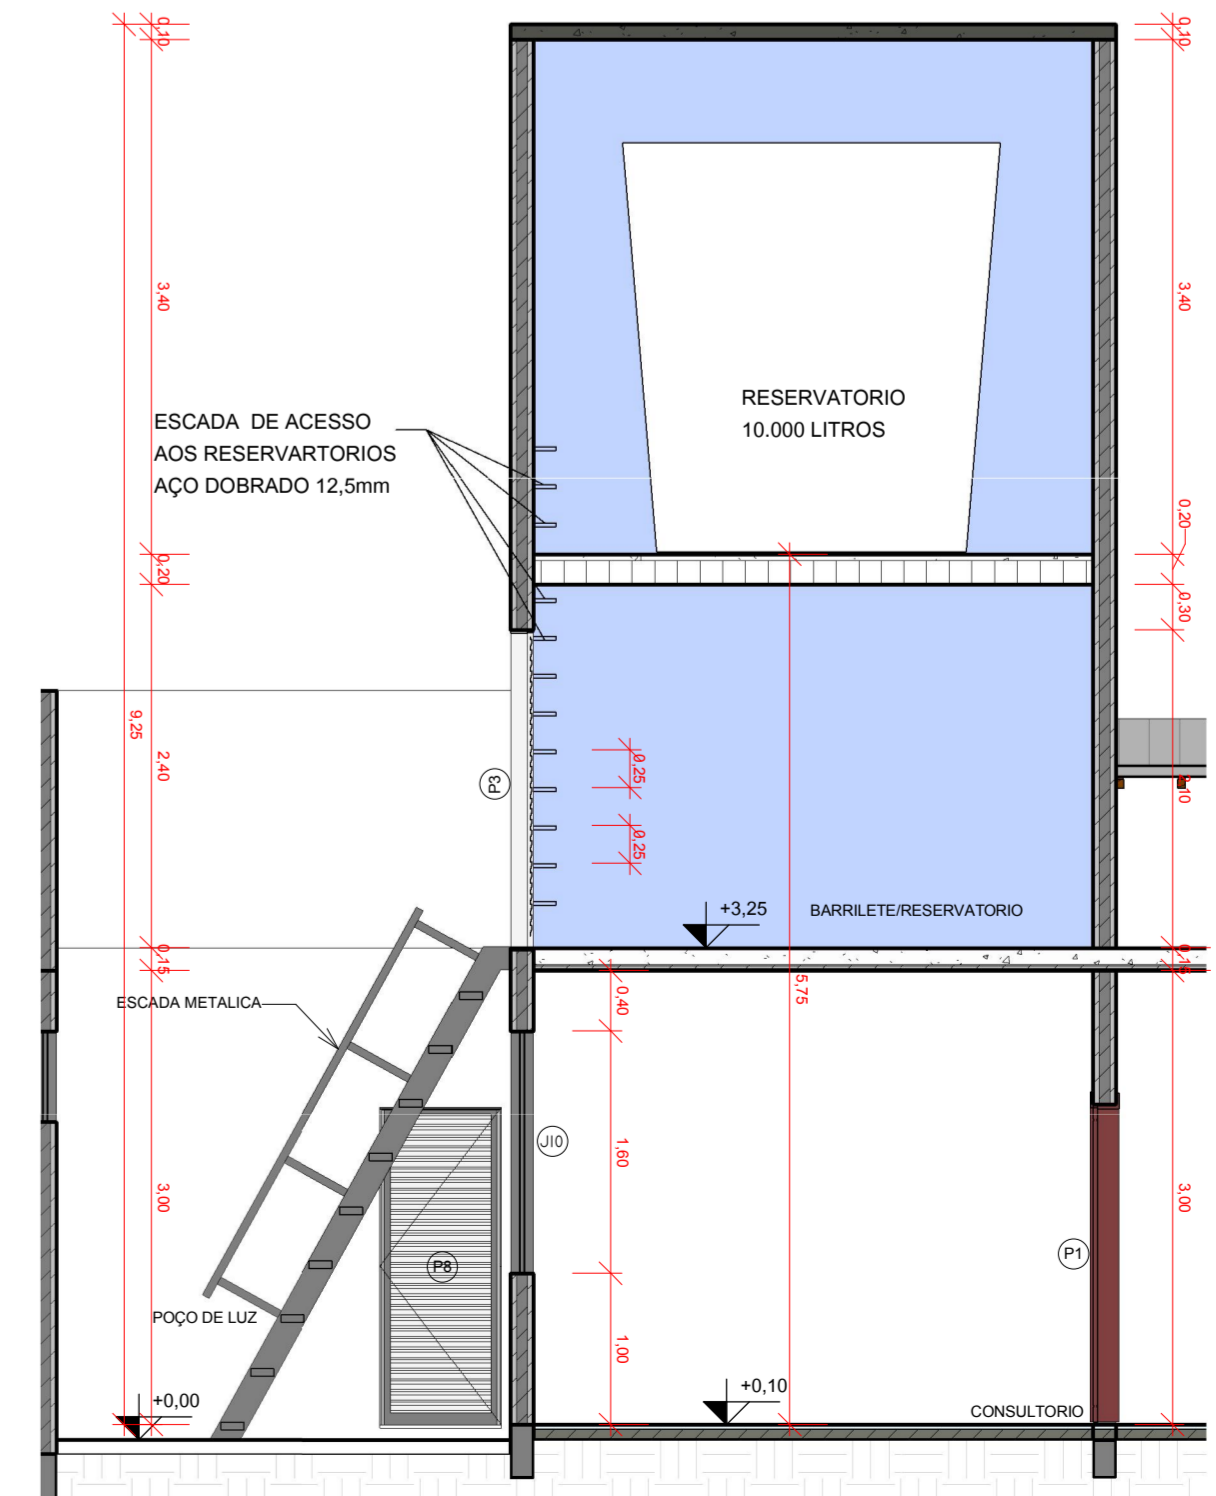 0,10
0,10
3,40
3,40
ESCADA DE ACESSO
AOS RESERVARTORIOS
AÇO DOBRADO 12,5mm
RESERVATORIO
10.000 LITROS
0,20
0,20
0,30
9,25
2,40
P3
0,25
0,25
2,10
+3,25
BARRILETE/RESERVATORIO
0,15
0,15
ESCADA METALICA
0,40
5,75
J10
1,60
3,00
3,00
P8
P1
POÇO DE LUZ
1,00
+0,00
+0,10
CONSULTORIO